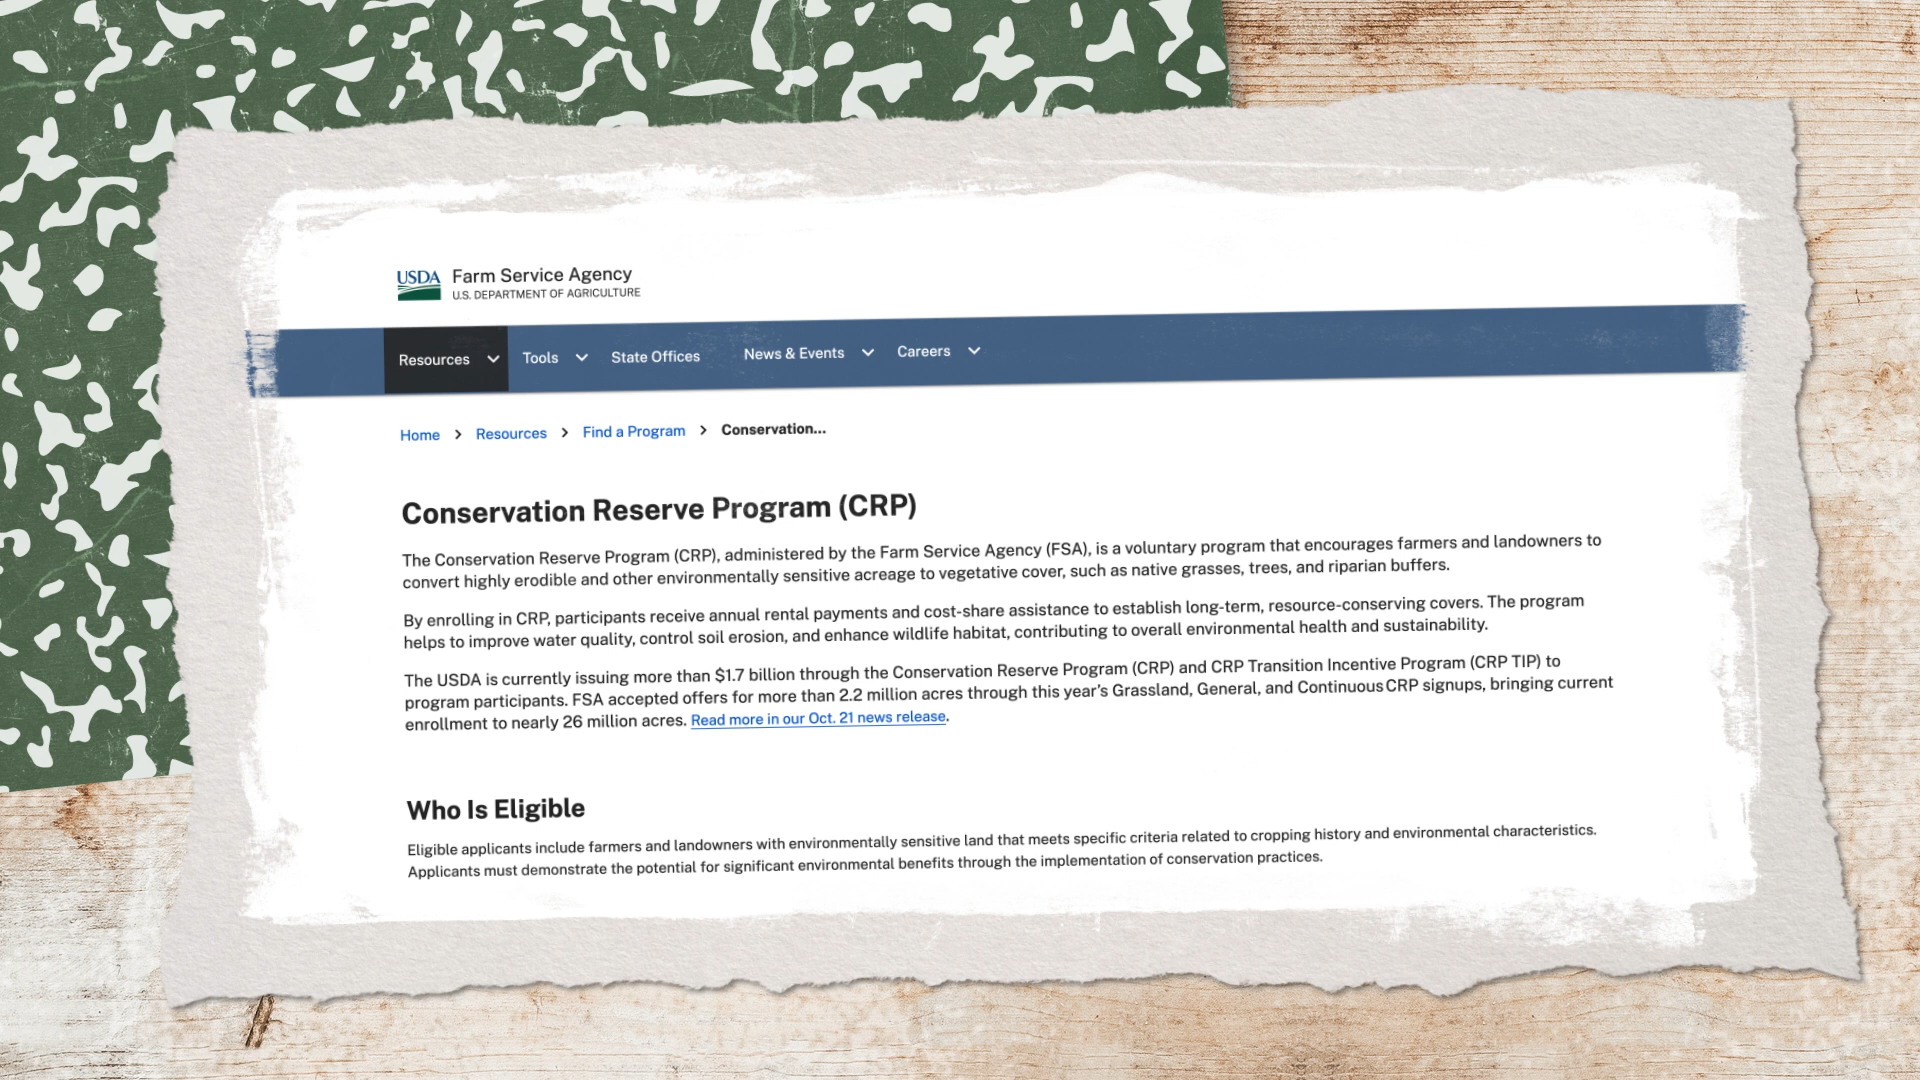 USDA Farm Service Agency
U.S. DEPARTMENT OF AGRICULTURE
Resources Tools State Offices News & Events Careers
Home > Resources > Find a Program > Conservation...
Conservation Reserve Program (CRP)
The Conservation Reserve Program (CRP), administered by the Farm Service Agency (FSA), is a voluntary program that encourages farmers and landowners to
convert highly erodible and other environmentally sensitive acreage to vegetative cover, such as native grasses, trees, and riparian buffers.
By enrolling in CRP, participants receive annual rental payments and cost-share assistance to establish long-term, resource-conserving covers. The program
helps to improve water quality, control soil erosion, and enhance wildlife habitat, contributing to overall environmental health and sustainability.
The USDA is currently issuing more than $1.7 billion through the Conservation Reserve Program (CRP) and CRP Transition Incentive Program (CRP TIP) to
program participants. FSA accepted offers for more than 2.2 million acres through this year’s Grassland, General, and Continuous CRP signups, bringing current
enrollment to nearly 26 million acres. Read more in our Oct. 21 news release.
Who Is Eligible
Eligible applicants include farmers and landowners with environmentally sensitive land that meets specific criteria related to cropping history and environmental characteristics.
Applicants must demonstrate the potential for significant environmental benefits through the implementation of conservation practices.